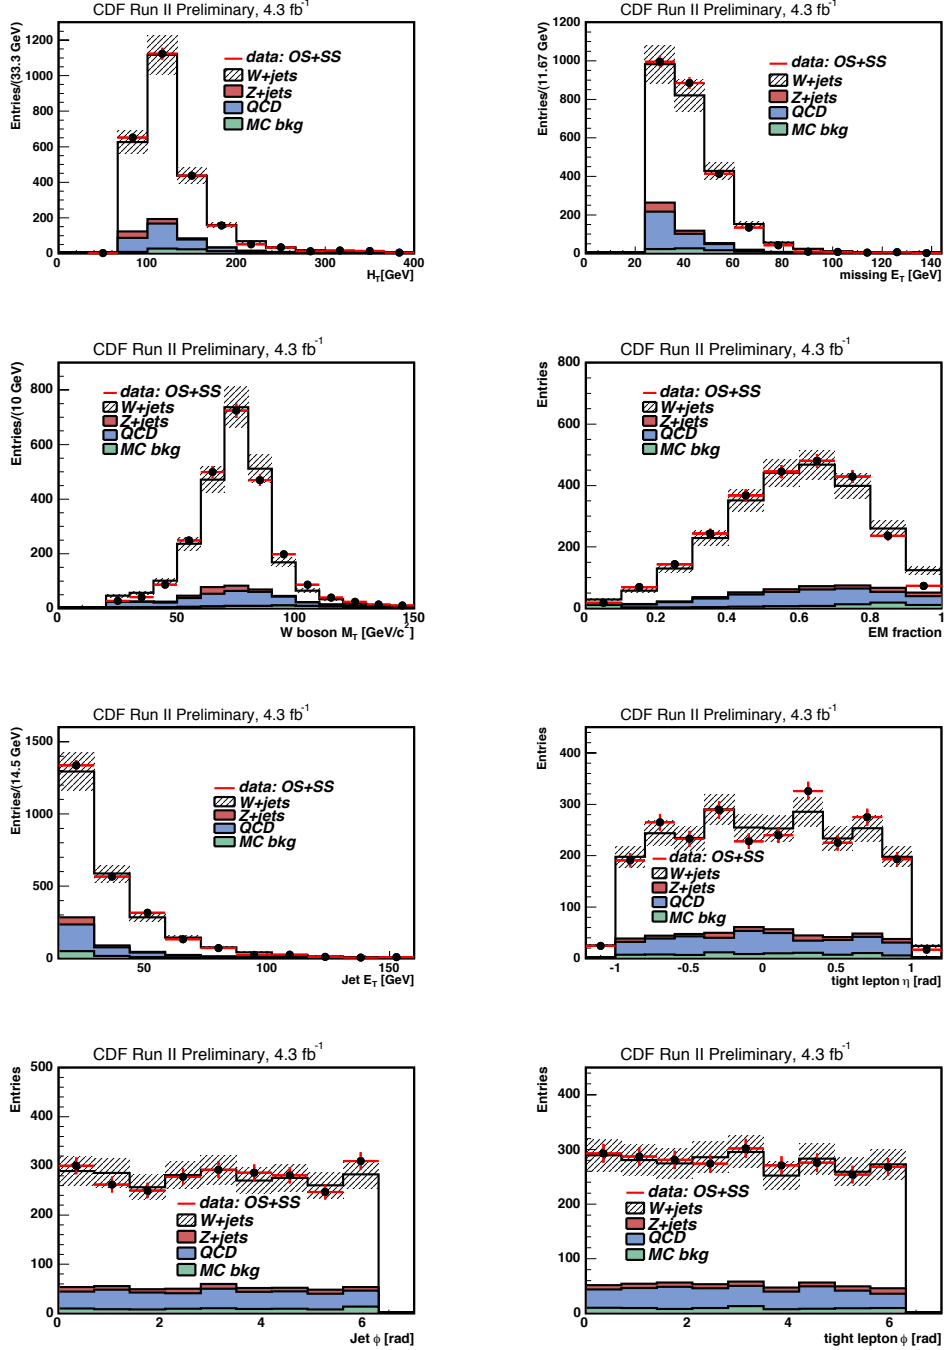 CDF Run II Preliminary, 4.3 fb-1
Entries/(33.3 GeV)
1200
1000
800
600
400
200
0
data: OS+SS
W+jets
Z+jets
QCD
MC bkg
0 100 200 300 400
HT[GeV]
CDF Run II Preliminary, 4.3 fb-1
Entries/(11.67 GeV)
1200
1000
800
600
400
200
0
data: OS+SS
W+jets
Z+jets
QCD
MC bkg
0 20 40 60 80 100 120 140
missing ET [GeV]
CDF Run II Preliminary, 4.3 fb-1
Entries/(10 GeV)
800
600
400
200
0
data: OS+SS
W+jets
Z+jets
QCD
MC bkg
0 50 100 150
W boson MT [GeV/c2]
CDF Run II Preliminary, 4.3 fb-1
Entries
800
600
400
200
0
data: OS+SS
W+jets
Z+jets
QCD
MC bkg
0 0.2 0.4 0.6 0.8 1
EM fraction
CDF Run II Preliminary, 4.3 fb-1
Entries/(14.5 GeV)
1500
1000
500
0
data: OS+SS
W+jets
Z+jets
QCD
MC bkg
50 100 150
Jet ET [GeV]
CDF Run II Preliminary, 4.3 fb-1
Entries
400
300
200
100
0
data: OS+SS
W+jets
Z+jets
QCD
MC bkg
-1 -0.5 0 0.5 1
tight lepton η [rad]
CDF Run II Preliminary, 4.3 fb-1
Entries
500
400
300
200
100
0
data: OS+SS
W+jets
Z+jets
QCD
MC bkg
0 2 4 6
Jet ϕ [rad]
CDF Run II Preliminary, 4.3 fb-1
Entries
500
400
300
200
100
0
data: OS+SS
W+jets
Z+jets
QCD
MC bkg
0 2 4 6
tight lepton ϕ [rad]